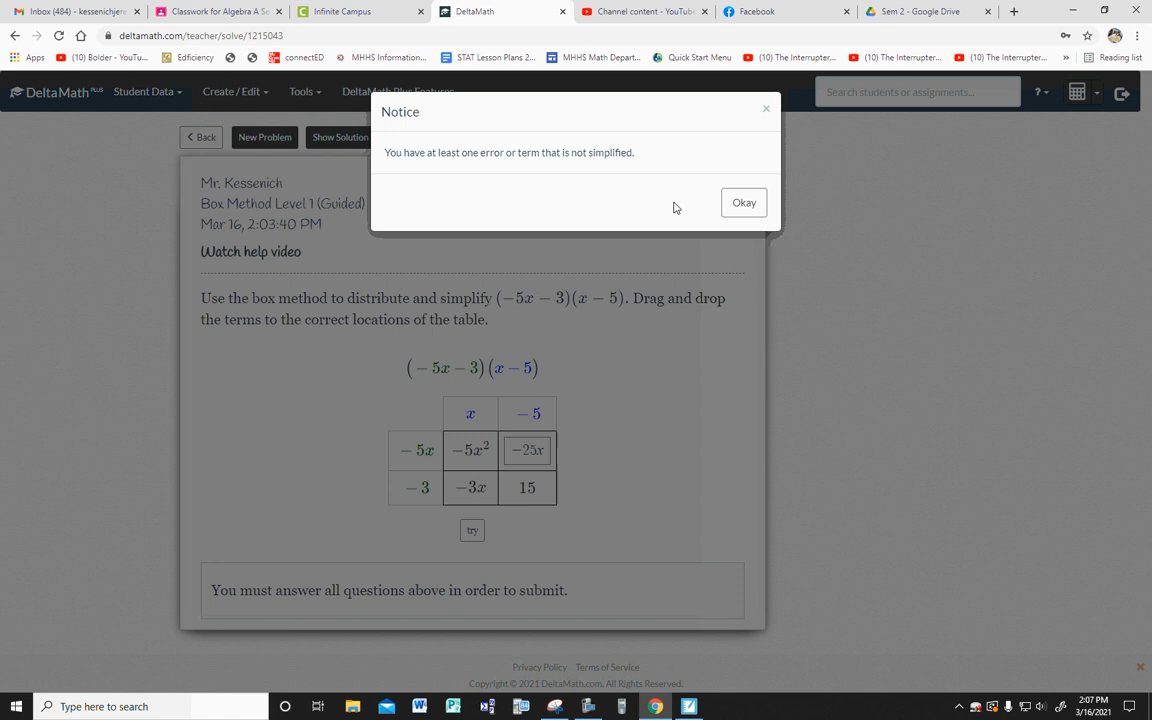 Inbox (484) - kessenichjere
Classwork for Algebra A Se
Infinite Campus
DeltaMath
Channel content - YouTube
Facebook
Sem 2 - Google Drive
deltamath.com/teacher/solve/1215043
Apps
(10) Bolder - YouTu...
Edficiency
connectED
MHHS Information...
STAT Lesson Plans 2...
MHHS Math Depart...
Quick Start Menu
(10) The Interrupter...
(10) The Interrupter...
(10) The Interrupter...
»
Reading list
DeltaMath PLUS
Student Data
Create / Edit
Tools
DeltaMath Plus Features
Search students or assignments...
?
Notice
×
You have at least one error or term that is not simplified.
Okay
Back
New Problem
Show Solution
Mr. Kessenich
Box Method Level 1 (Guided)
Mar 16, 2:03:40 PM
Watch help video
Use the box method to distribute and simplify (−5x − 3)(x − 5). Drag and drop
the terms to the correct locations of the table.
(− 5x − 3)(x − 5)
x − 5
− 5x −5x² −25x
− 3 −3x 15
try
You must answer all questions above in order to submit.
Privacy Policy Terms of Service
Copyright © 2021 DeltaMath.com. All Rights Reserved.
Type here to search
2:07 PM
3/16/2021